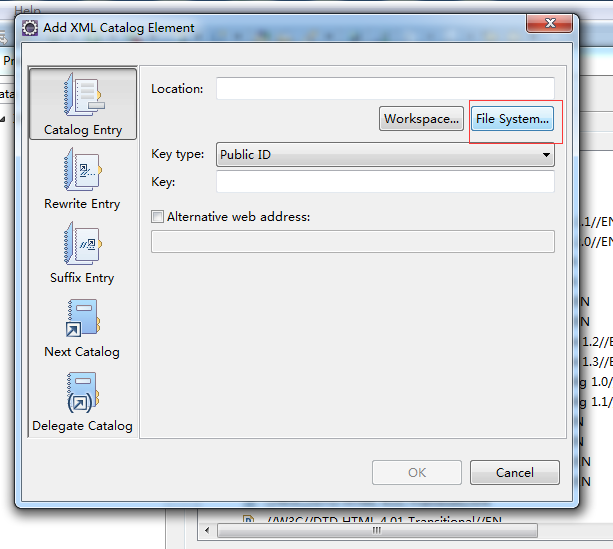 Help
Add XML Catalog Element
Catalog Entry
Rewrite Entry
Suffix Entry
Next Catalog
Delegate Catalog
Location:
Workspace...
File System...
Key type:
Public ID
Key:
Alternative web address:
OK
Cancel
.1//EN
.0//EN
N
N
1.2//E
1.3//E
g 1.0/
g 1.1/
N
N
EN
-//W3C//DTD HTML 4.01 Transitional//EN